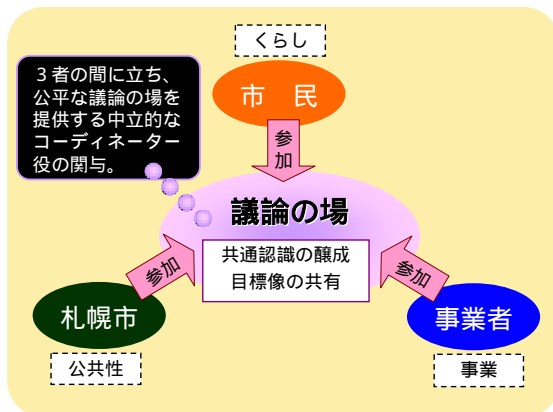 くらし
市　民
３者の間に立ち、
公平な議論の場を
提供する中立的な
コーディネーター
役の関与。
参加
議論の場
共通認識の醸成
目標像の共有
参加
参加
札幌市
事業者
公共性
事業